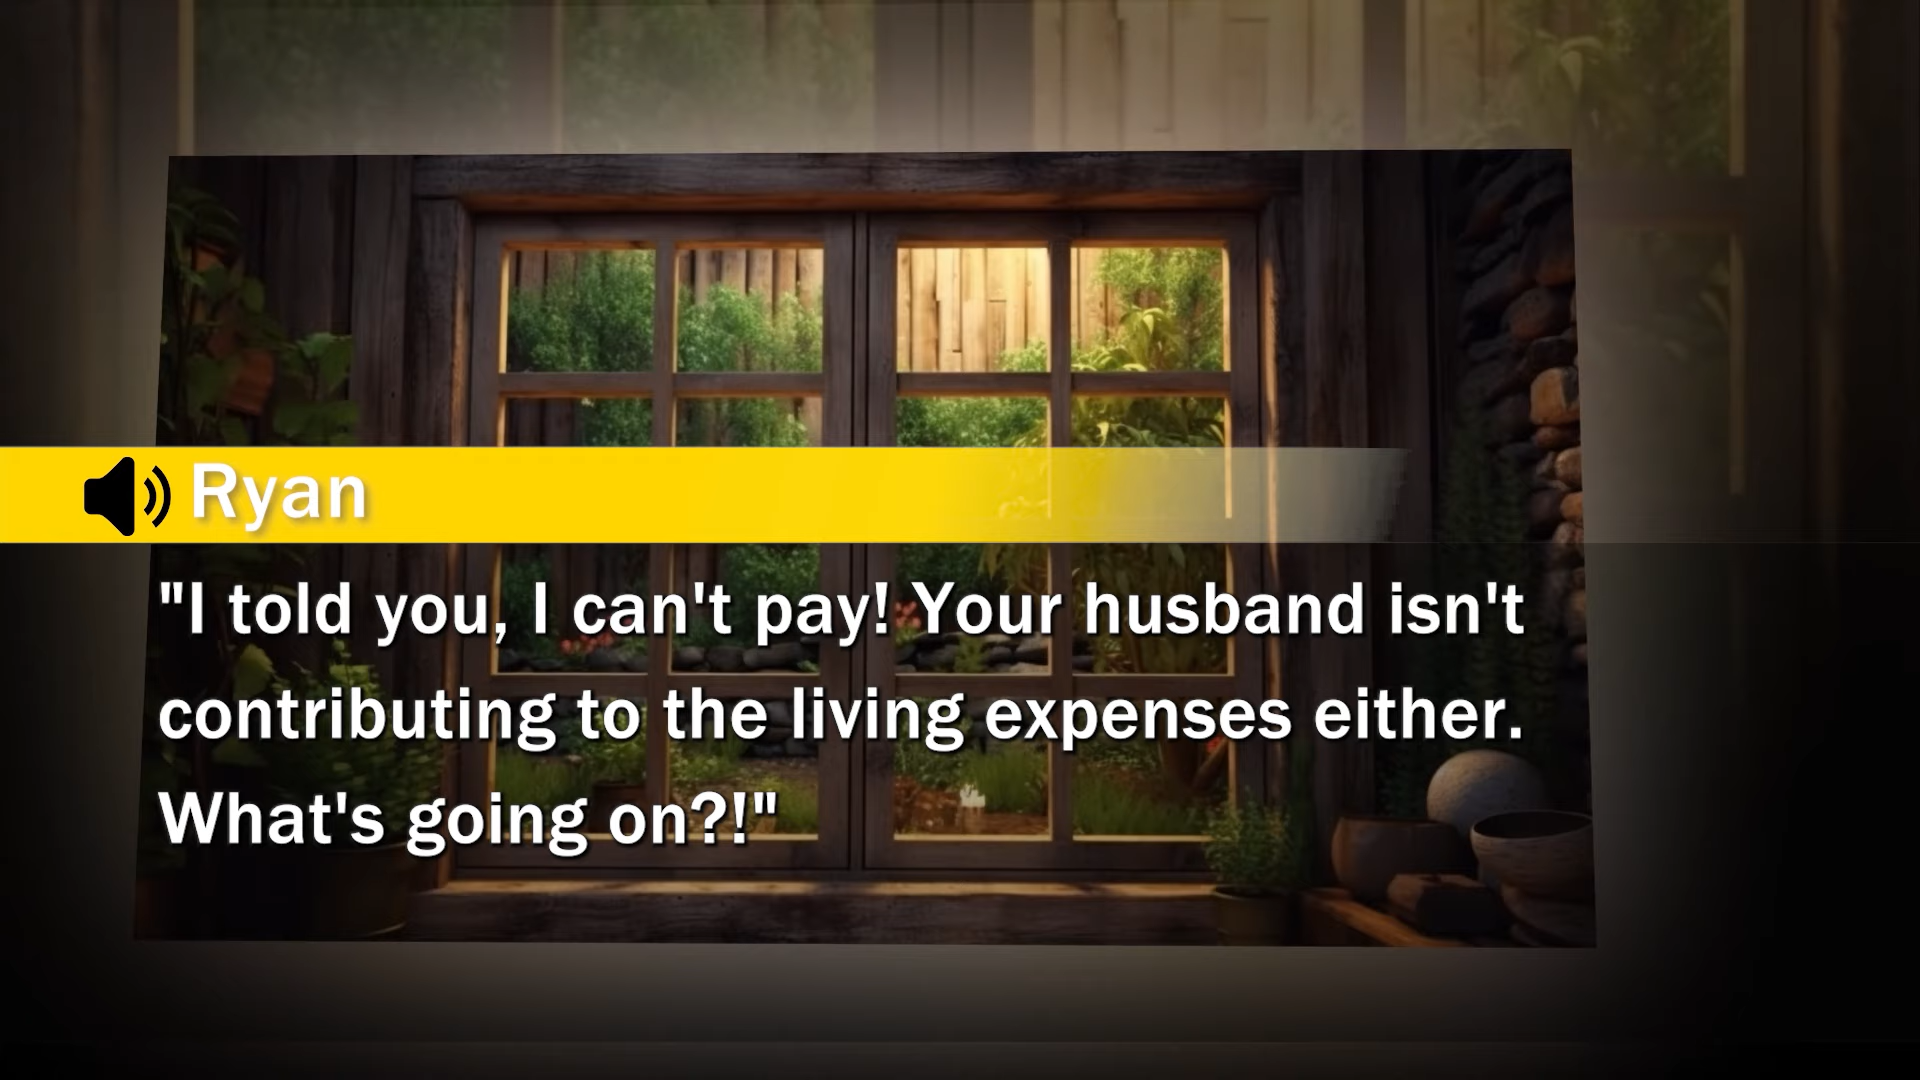 Ryan
"I told you, I can't pay! Your husband isn't
contributing to the living expenses either.
What's going on?!"